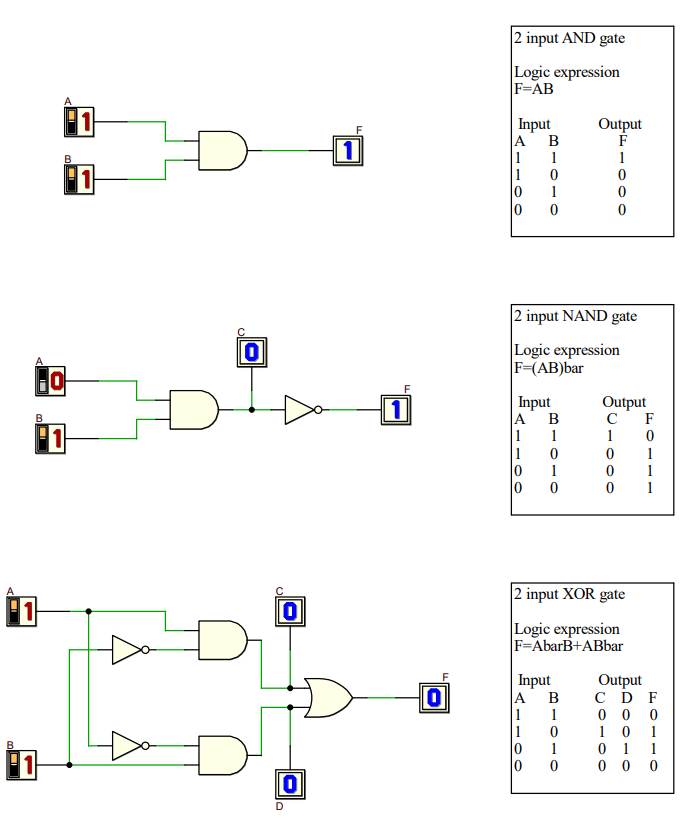 A
1
B
1
F
1
2 input AND gate
Logic expression
F=AB
Input Output
A B F
1 1 1
1 0 0
0 1 0
0 0 0
C
0
A
0
B
1
F
1
2 input NAND gate
Logic expression
F=(AB)bar
Input Output
A B C F
1 1 1 0
1 0 0 1
0 1 0 1
0 0 0 1
A
1
C
0
F
0
B
1
0
D
2 input XOR gate
Logic expression
F=AbarB+ABbar
Input Output
A B C D F
1 1 0 0 0
1 0 1 0 1
0 1 0 1 1
0 0 0 0 0